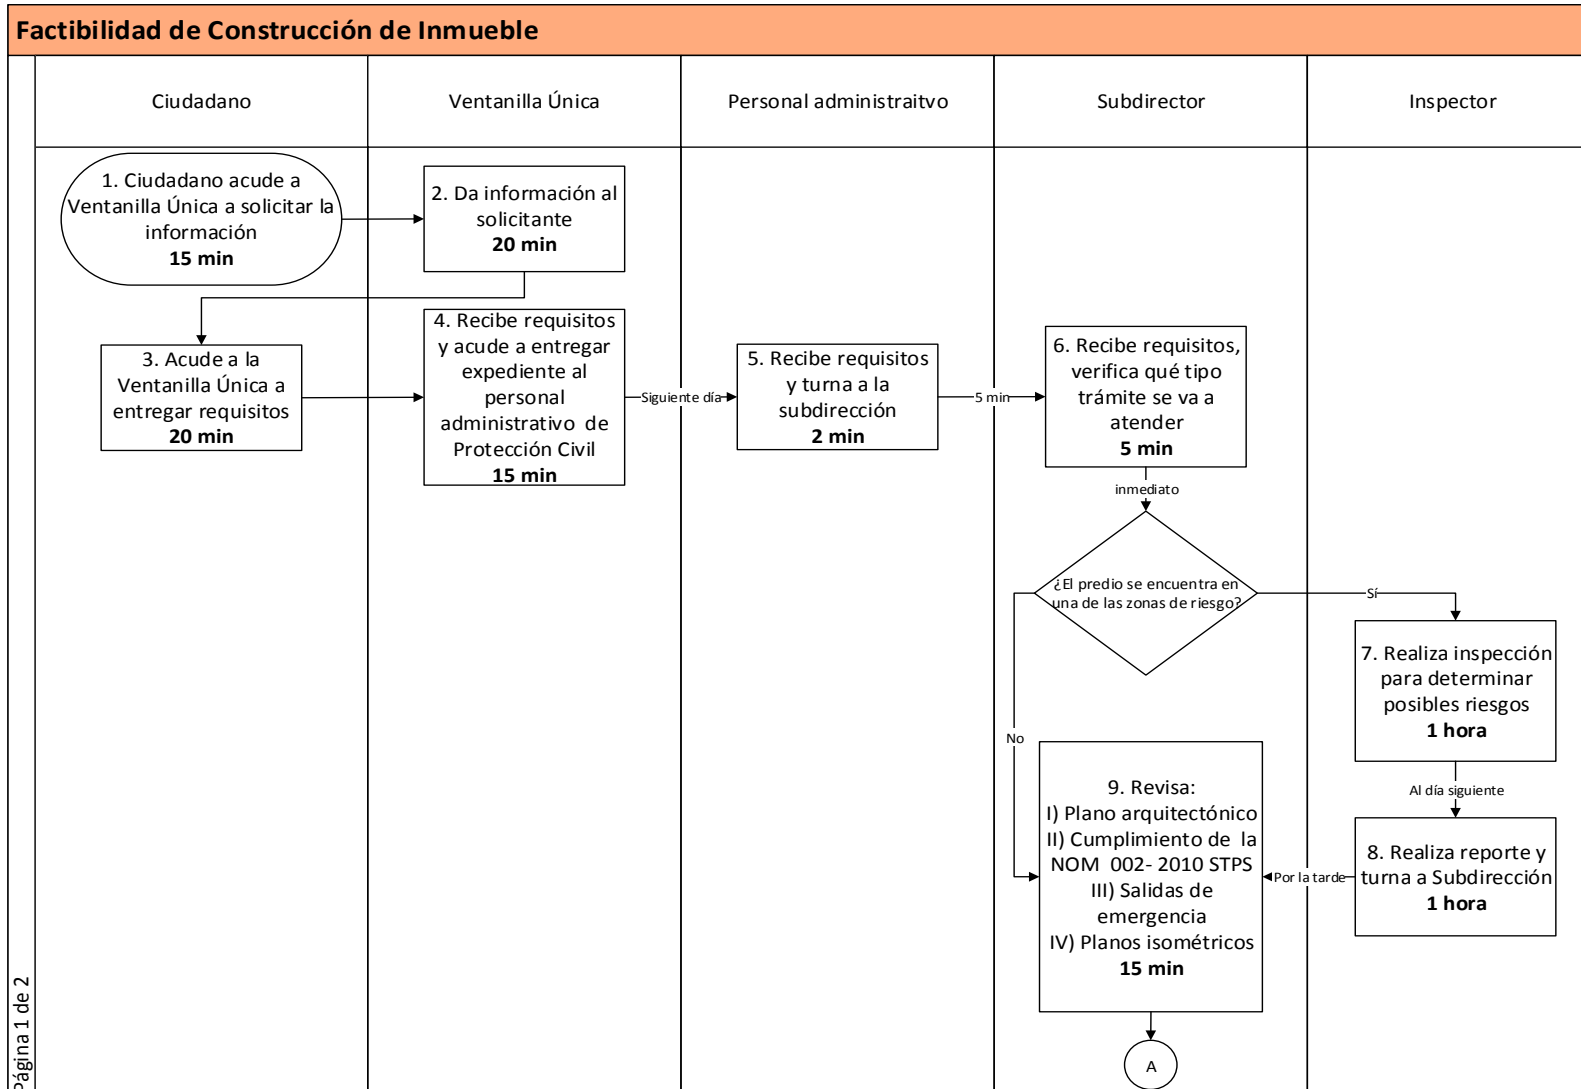 Factibilidad de Construcción de Inmueble
Ciudadano
Ventanilla Única
Personal administraitvo
Subdirector
Inspector
1. Ciudadano acude a
Ventanilla Única a solicitar la
información
15 min
2. Da información al
solicitante
20 min
3. Acude a la
Ventanilla Única a
entregar requisitos
20 min
4. Recibe requisitos
y acude a entregar
expediente al
personal
administrativo de
Protección Civil
15 min
Siguiente día
5. Recibe requisitos
y turna a la
subdirección
2 min
5 min
6. Recibe requisitos,
verifica qué tipo
trámite se va a
atender
5 min
inmediato
¿El predio se encuentra en
una de las zonas de riesgo?
Sí
No
7. Realiza inspección
para determinar
posibles riesgos
1 hora
Al día siguiente
8. Realiza reporte y
turna a Subdirección
1 hora
Por la tarde
9. Revisa:
I) Plano arquitectónico
II) Cumplimiento de la
NOM 002- 2010 STPS
III) Salidas de
emergencia
IV) Planos isométricos
15 min
A
Página 1 de 2